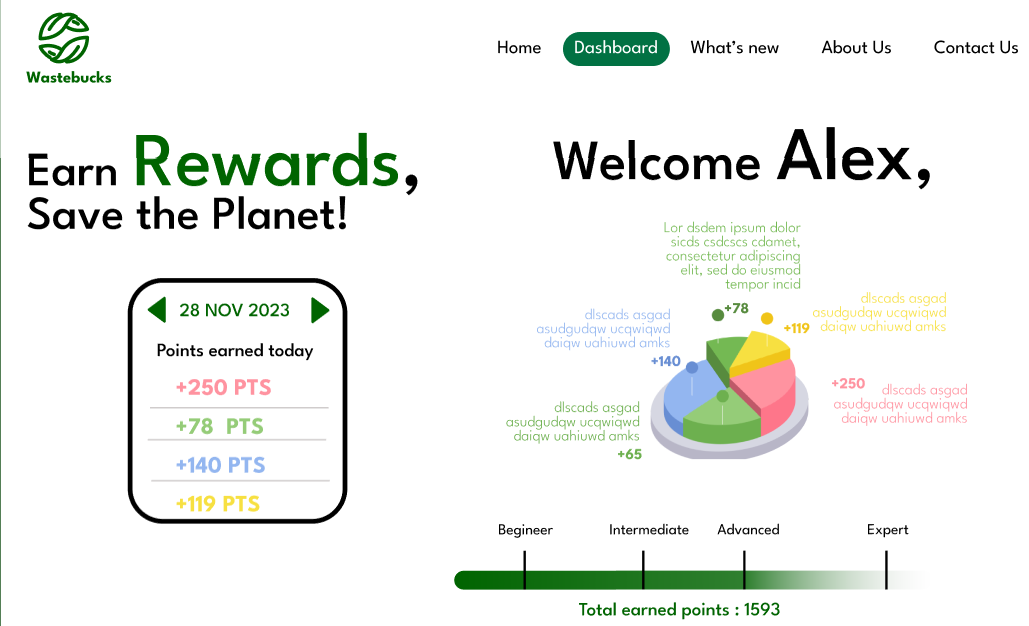 Wastebucks
Home
Dashboard
What's new
About Us
Contact Us
Earn Rewards,
Save the Planet!
28 NOV 2023
Points earned today
+250 PTS
+78 PTS
+140 PTS
+119 PTS
Welcome Alex,
Lor dsdem ipsum dolor
sicds csdcscs cdamet,
consectetur adipiscing
elit, sed do eiusmod
tempor incid
+78
dlscads asgad
asudgudqw ucqwiqwd
daiqw uahiuwd amks
+119
dlscads asgad
asudgudqw ucqwiqwd
daiqw uahiuwd amks
+140
+250
dlscads asgad
asudgudqw ucqwiqwd
daiqw uahiuwd amks
dlscads asgad
asudgudqw ucqwiqwd
daiqw uahiuwd amks
+65
Begineer
Intermediate
Advanced
Expert
Total earned points : 1593